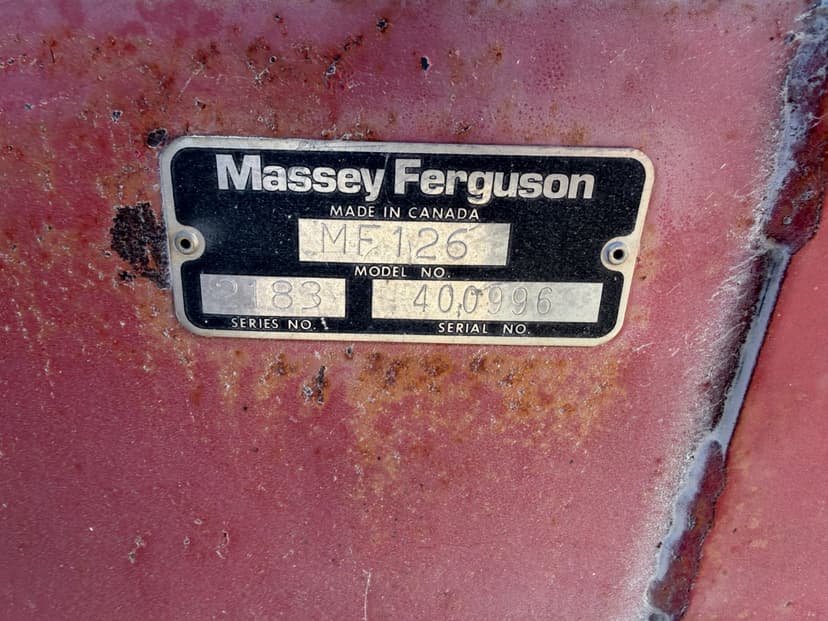 Massey Ferguson
MADE IN CANADA
MF126
MODEL NO.
2183 400996
SERIES NO. SERIAL NO.